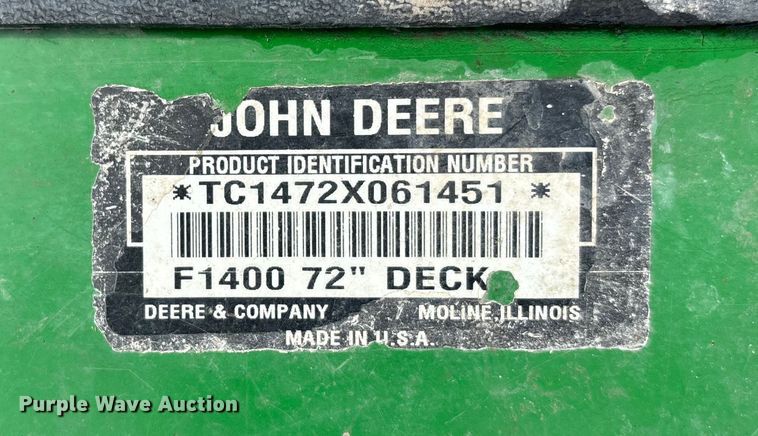 JOHN DEERE
PRODUCT IDENTIFICATION NUMBER
*TC1472X061451 *
F1400 72" DECK
DEERE & COMPANY MOLINE, ILLINOIS
MADE IN U.S.A.
Purple Wave Auction